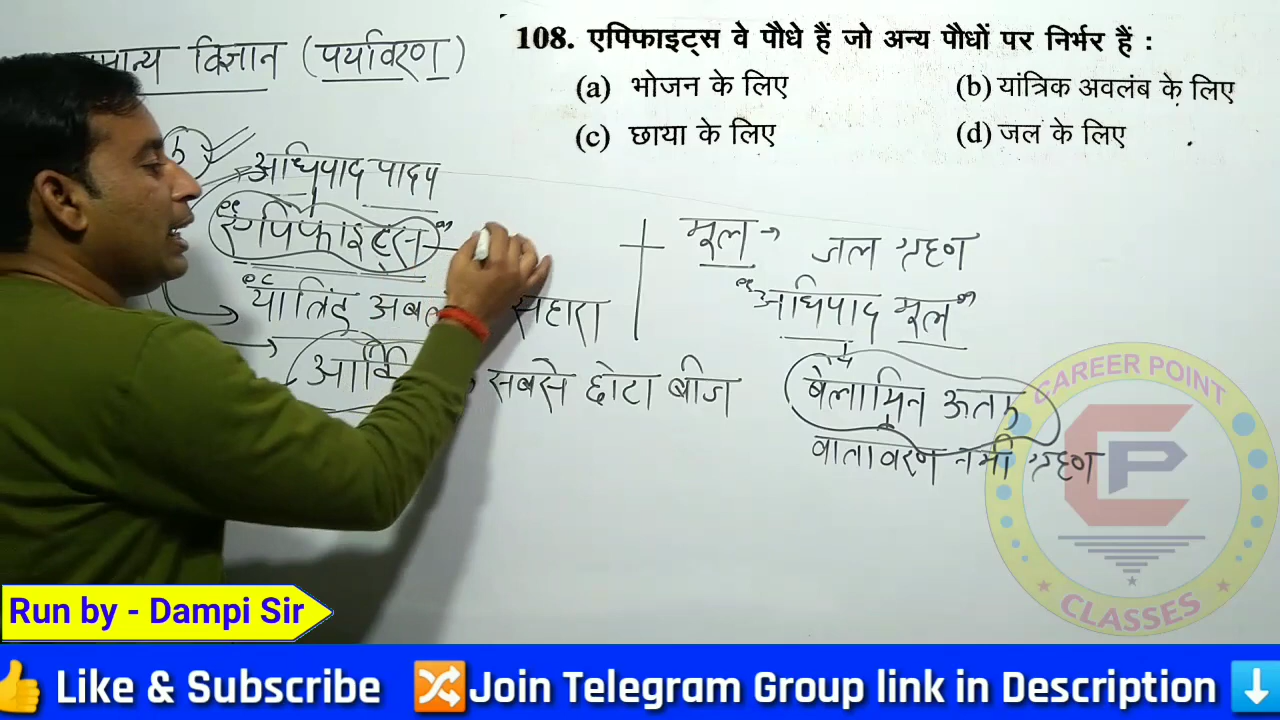 सामान्य विज्ञान (पर्यावरण)
108. एपिफाइट्स वे पौधे हैं जो अन्य पौधों पर निर्भर हैं :
(a) भोजन के लिए
(b) यांत्रिक अवलंब के लिए
(c) छाया के लिए
(d) जल के लिए
b
अधिपाद पादप
"एपिफाइट्स"
सहारा
सबसे छोटा बीज
मूल → जल ग्रहण
"अधिपाद मूल"
वेलामिन ऊतक
वातावरण नमी ग्रहण
CAREER POINT
CP
CLASSES
Run by - Dampi Sir
👍 Like & Subscribe 🔀 Join Telegram Group link in Description ⬇